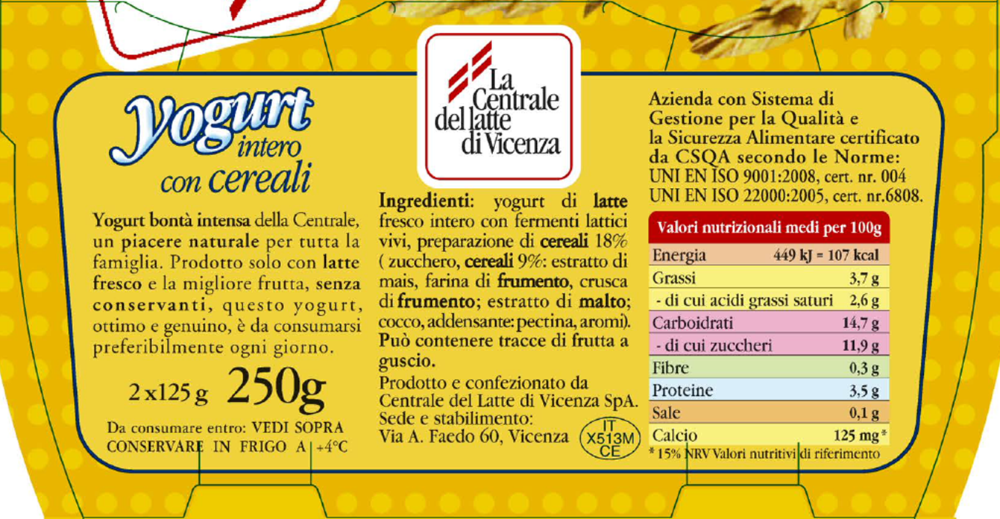 yogurt
intero
con cereali
Yogurt bontà intensa della Centrale,
un piacere naturale per tutta la
famiglia. Prodotto solo con latte
fresco e la migliore frutta, senza
conservanti, questo yogurt,
ottimo e genuino, è da consumarsi
preferibilmente ogni giorno.
2x125g 250g
Da consumare entro: VEDI SOPRA
CONSERVARE IN FRIGO A +4°C
La
Centrale
del latte
di Vicenza
Ingredienti: yogurt di latte
fresco intero con fermenti lattici
vivi, preparazione di cereali 18%
( zucchero, cereali 9%: estratto di
mais, farina di frumento, crusca
di frumento; estratto di malto;
cocco, addensante: pectina, aromi).
Può contenere tracce di frutta a
guscio.
Prodotto e confezionato da
Centrale del Latte di Vicenza SpA.
Sede e stabilimento:
Via A. Faedo 60, Vicenza
IT
X513M
CE
Azienda con Sistema di
Gestione per la Qualità e
la Sicurezza Alimentare certificato
da CSQA secondo le Norme:
UNI EN ISO 9001:2008, cert. nr. 004
UNI EN ISO 22000:2005, cert. nr.6808.
Valori nutrizionali medi per 100g
Energia 449 kJ = 107 kcal
Grassi 3,7 g
- di cui acidi grassi saturi 2,6 g
Carboidrati 14,7 g
- di cui zuccheri 11,9 g
Fibre 0,3 g
Proteine 3,5 g
Sale 0,1 g
Calcio 125 mg*
* 15% NRV Valori nutritivi di riferimento